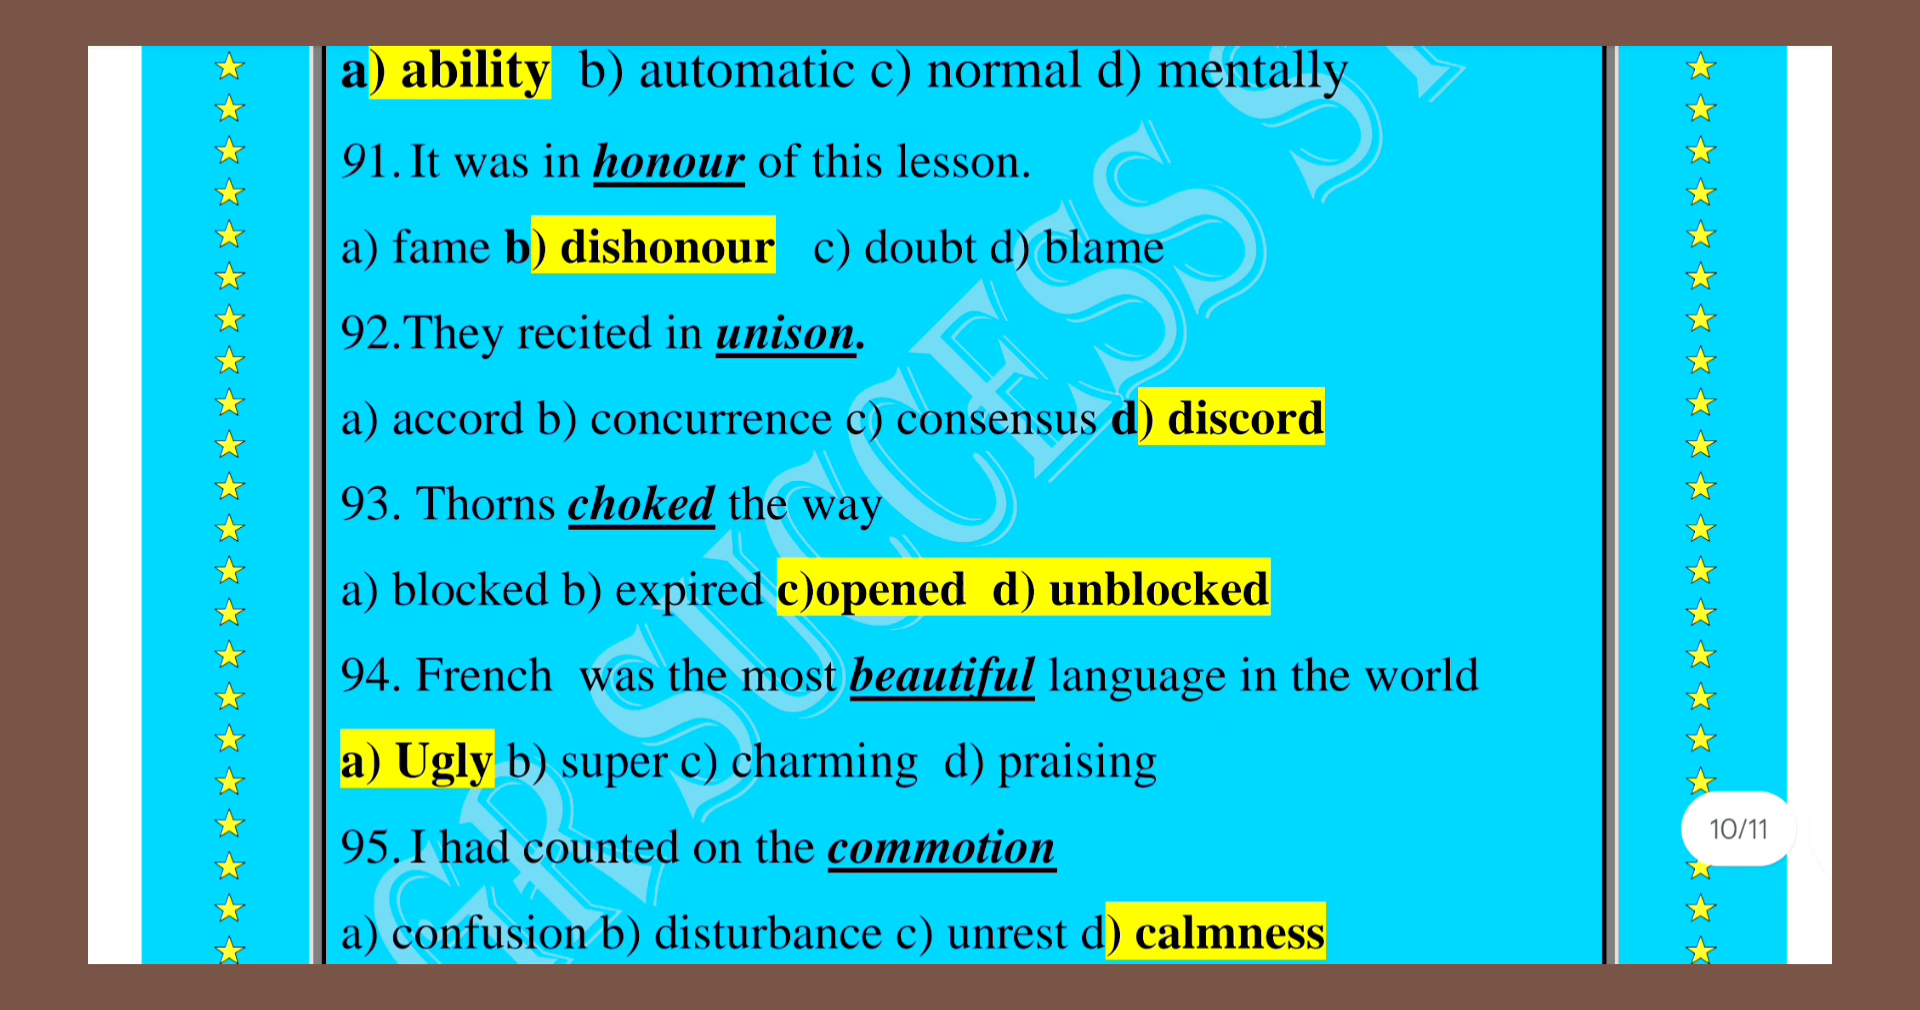 a) ability b) automatic c) normal d) mentally
91. It was in honour of this lesson.
a) fame b) dishonour c) doubt d) blame
92.They recited in unison.
a) accord b) concurrence c) consensus d) discord
93. Thorns choked the way
a) blocked b) expired c)opened d) unblocked
94. French was the most beautiful language in the world
a) Ugly b) super c) charming d) praising
10/11
95. I had counted on the commotion
a) confusion b) disturbance c) unrest d) calmness
GR SUCCESS